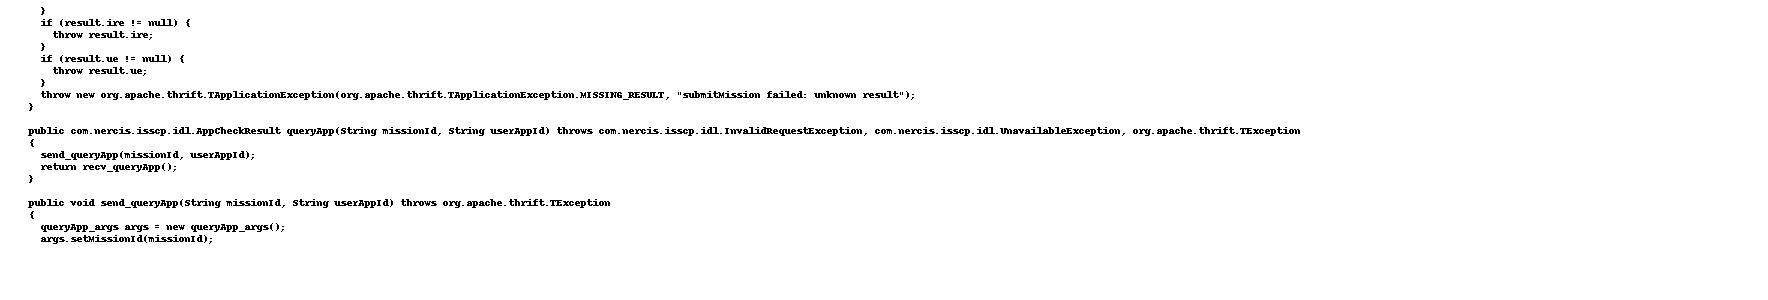 }
if (result.ire != null) {
throw result.ire;
}
if (result.ue != null) {
throw result.ue;
}
throw new org.apache.thrift.TApplicationException(org.apache.thrift.TApplicationException.MISSING_RESULT, "submitMission failed: unknown result");
}
public com.nercis.isscp.idl.AppCheckResult queryApp(String missionId, String userAppId) throws com.nercis.isscp.idl.InvalidRequestException, com.nercis.isscp.idl.UnavailableException, org.apache.thrift.TException
{
send_queryApp(missionId, userAppId);
return recv_queryApp();
}
public void send_queryApp(String missionId, String userAppId) throws org.apache.thrift.TException
{
queryApp_args args = new queryApp_args();
args.setMissionId(missionId);